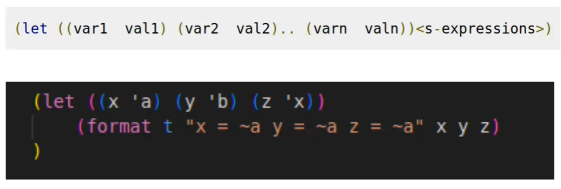 (let ((var1  val1) (var2  val2).. (varn  valn))<s-expressions>)
(let ((x 'a) (y 'b) (z 'x))
    (format t "x = ~a y = ~a z = ~a" x y z)
)